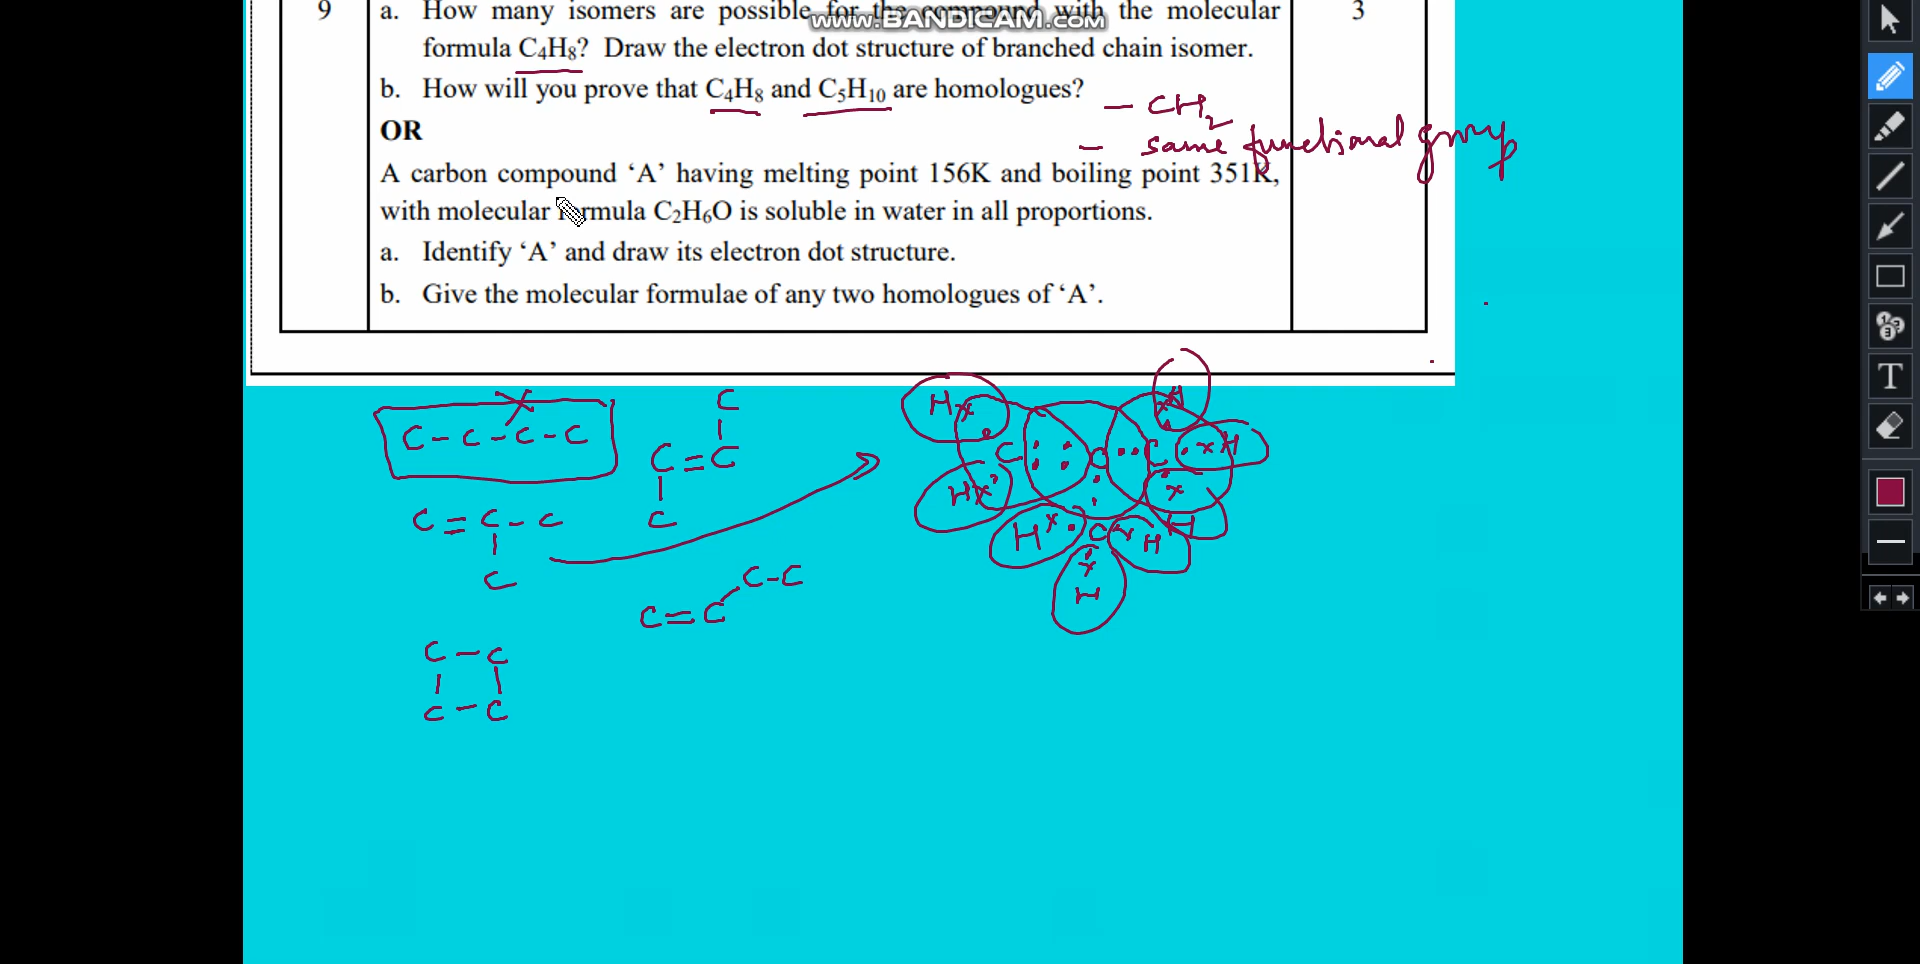 9 a. How many isomers are possible for the compound with the molecular 3
www.BANDICAM.com
formula C₄H₈? Draw the electron dot structure of branched chain isomer.
b. How will you prove that C₄H₈ and C₅H₁₀ are homologues?
- CH₂
OR
- same functional group
A carbon compound ‘A’ having melting point 156K and boiling point 351K,
with molecular formula C₂H₆O is soluble in water in all proportions.
a. Identify ‘A’ and draw its electron dot structure.
b. Give the molecular formulae of any two homologues of ‘A’.
C
C-C-C-C
C=C
C
C=C-C
C
C-C
C=C
C-C
C-C
Hx H
C C C xH
Hx x
Hx C x H H
x
H
T